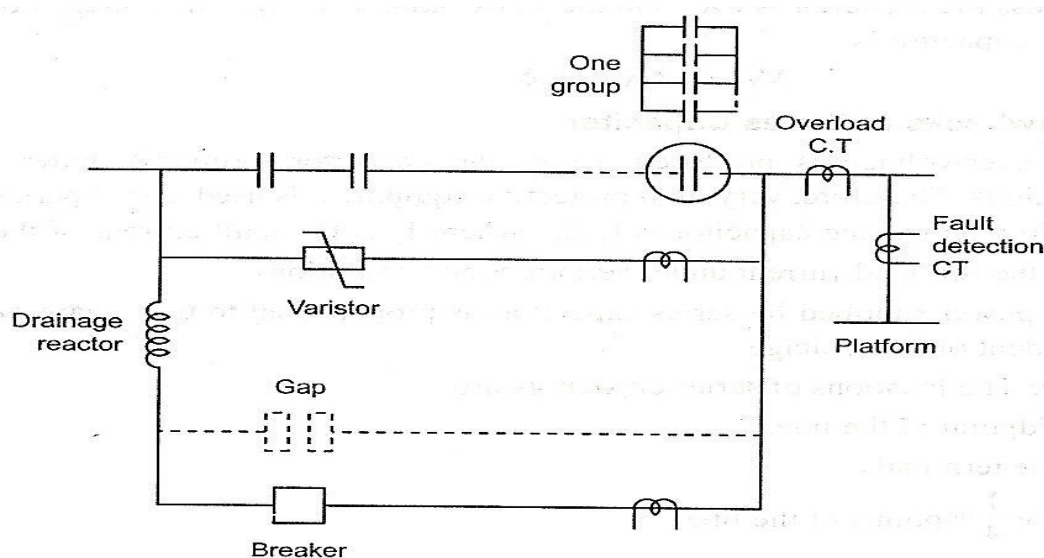 One
group
Overload
C.T
Fault
detection
CT
Varistor
Drainage
reactor
Platform
Gap
Breaker